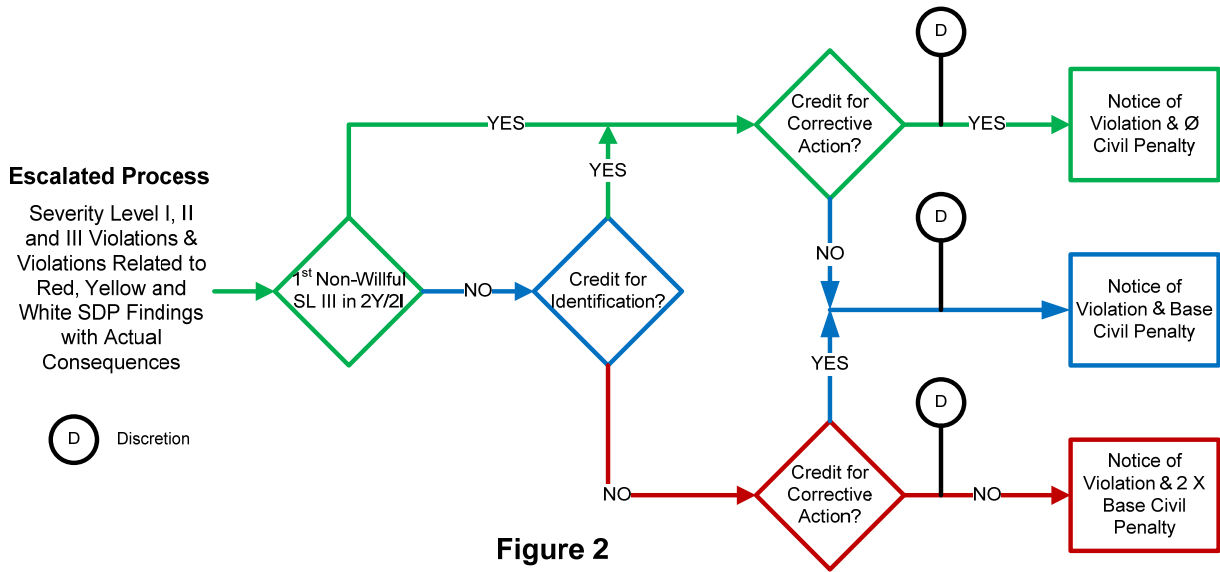 Escalated Process
Severity Level I, II
and III Violations &
Violations Related to
Red, Yellow and
White SDP Findings
with Actual
Consequences
D
Discretion
1st Non-Willful
SL III in 2Y/2I
YES
NO
Credit for
Identification?
YES
NO
Credit for
Corrective
Action?
D
YES
Notice of
Violation & Ø
Civil Penalty
NO
D
Notice of
Violation & Base
Civil Penalty
YES
Credit for
Corrective
Action?
D
NO
Notice of
Violation & 2 X
Base Civil
Penalty
Figure 2